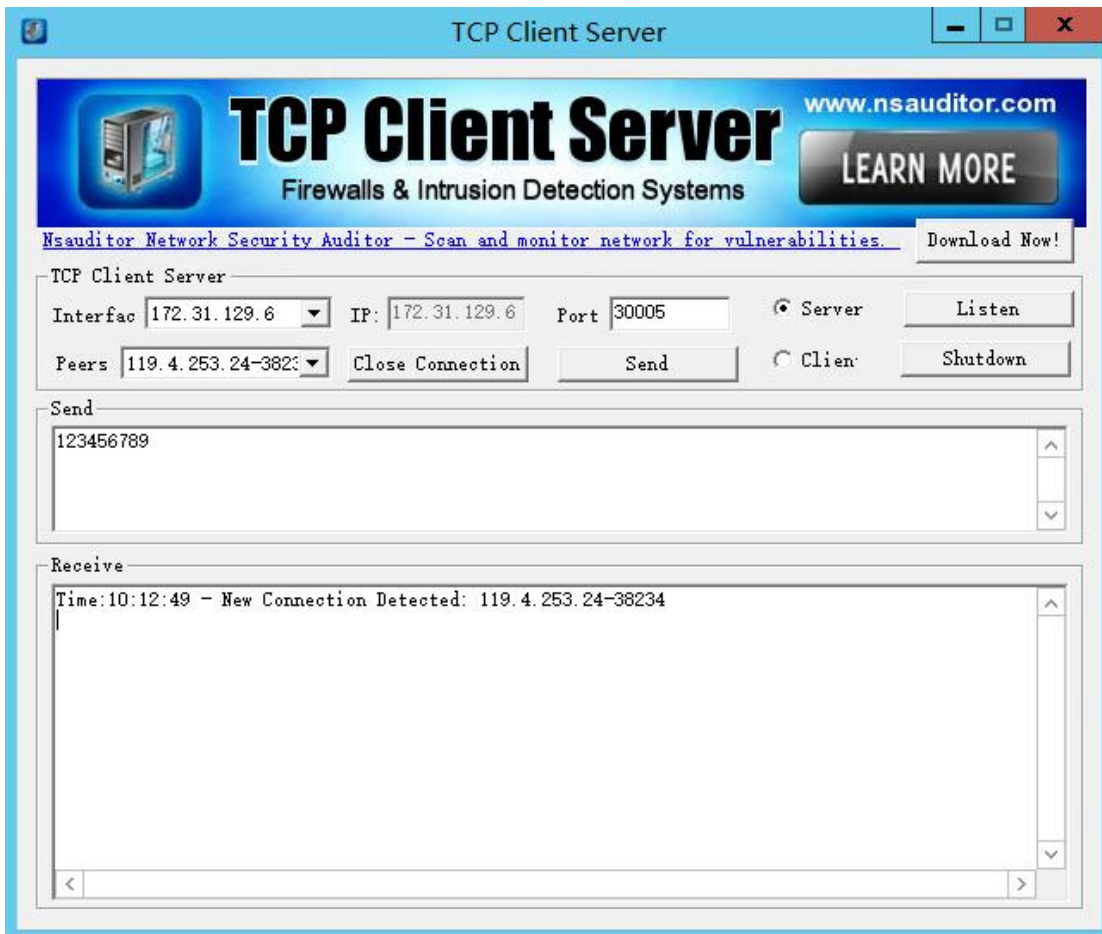 TCP Client Server
TCP Client Server
Firewalls & Intrusion Detection Systems
www.nsauditor.com
LEARN MORE
Nsauditor Network Security Auditor - Scan and monitor network for vulnerabilities.
Download Now!
TCP Client Server
Interfac 172.31.129.6 IP: 172.31.129.6 Port 30005 Server Listen
Peers 119.4.253.24-3823 Close Connection Send Clien Shutdown
Send
123456789
Receive
Time:10:12:49 - New Connection Detected: 119.4.253.24-38234